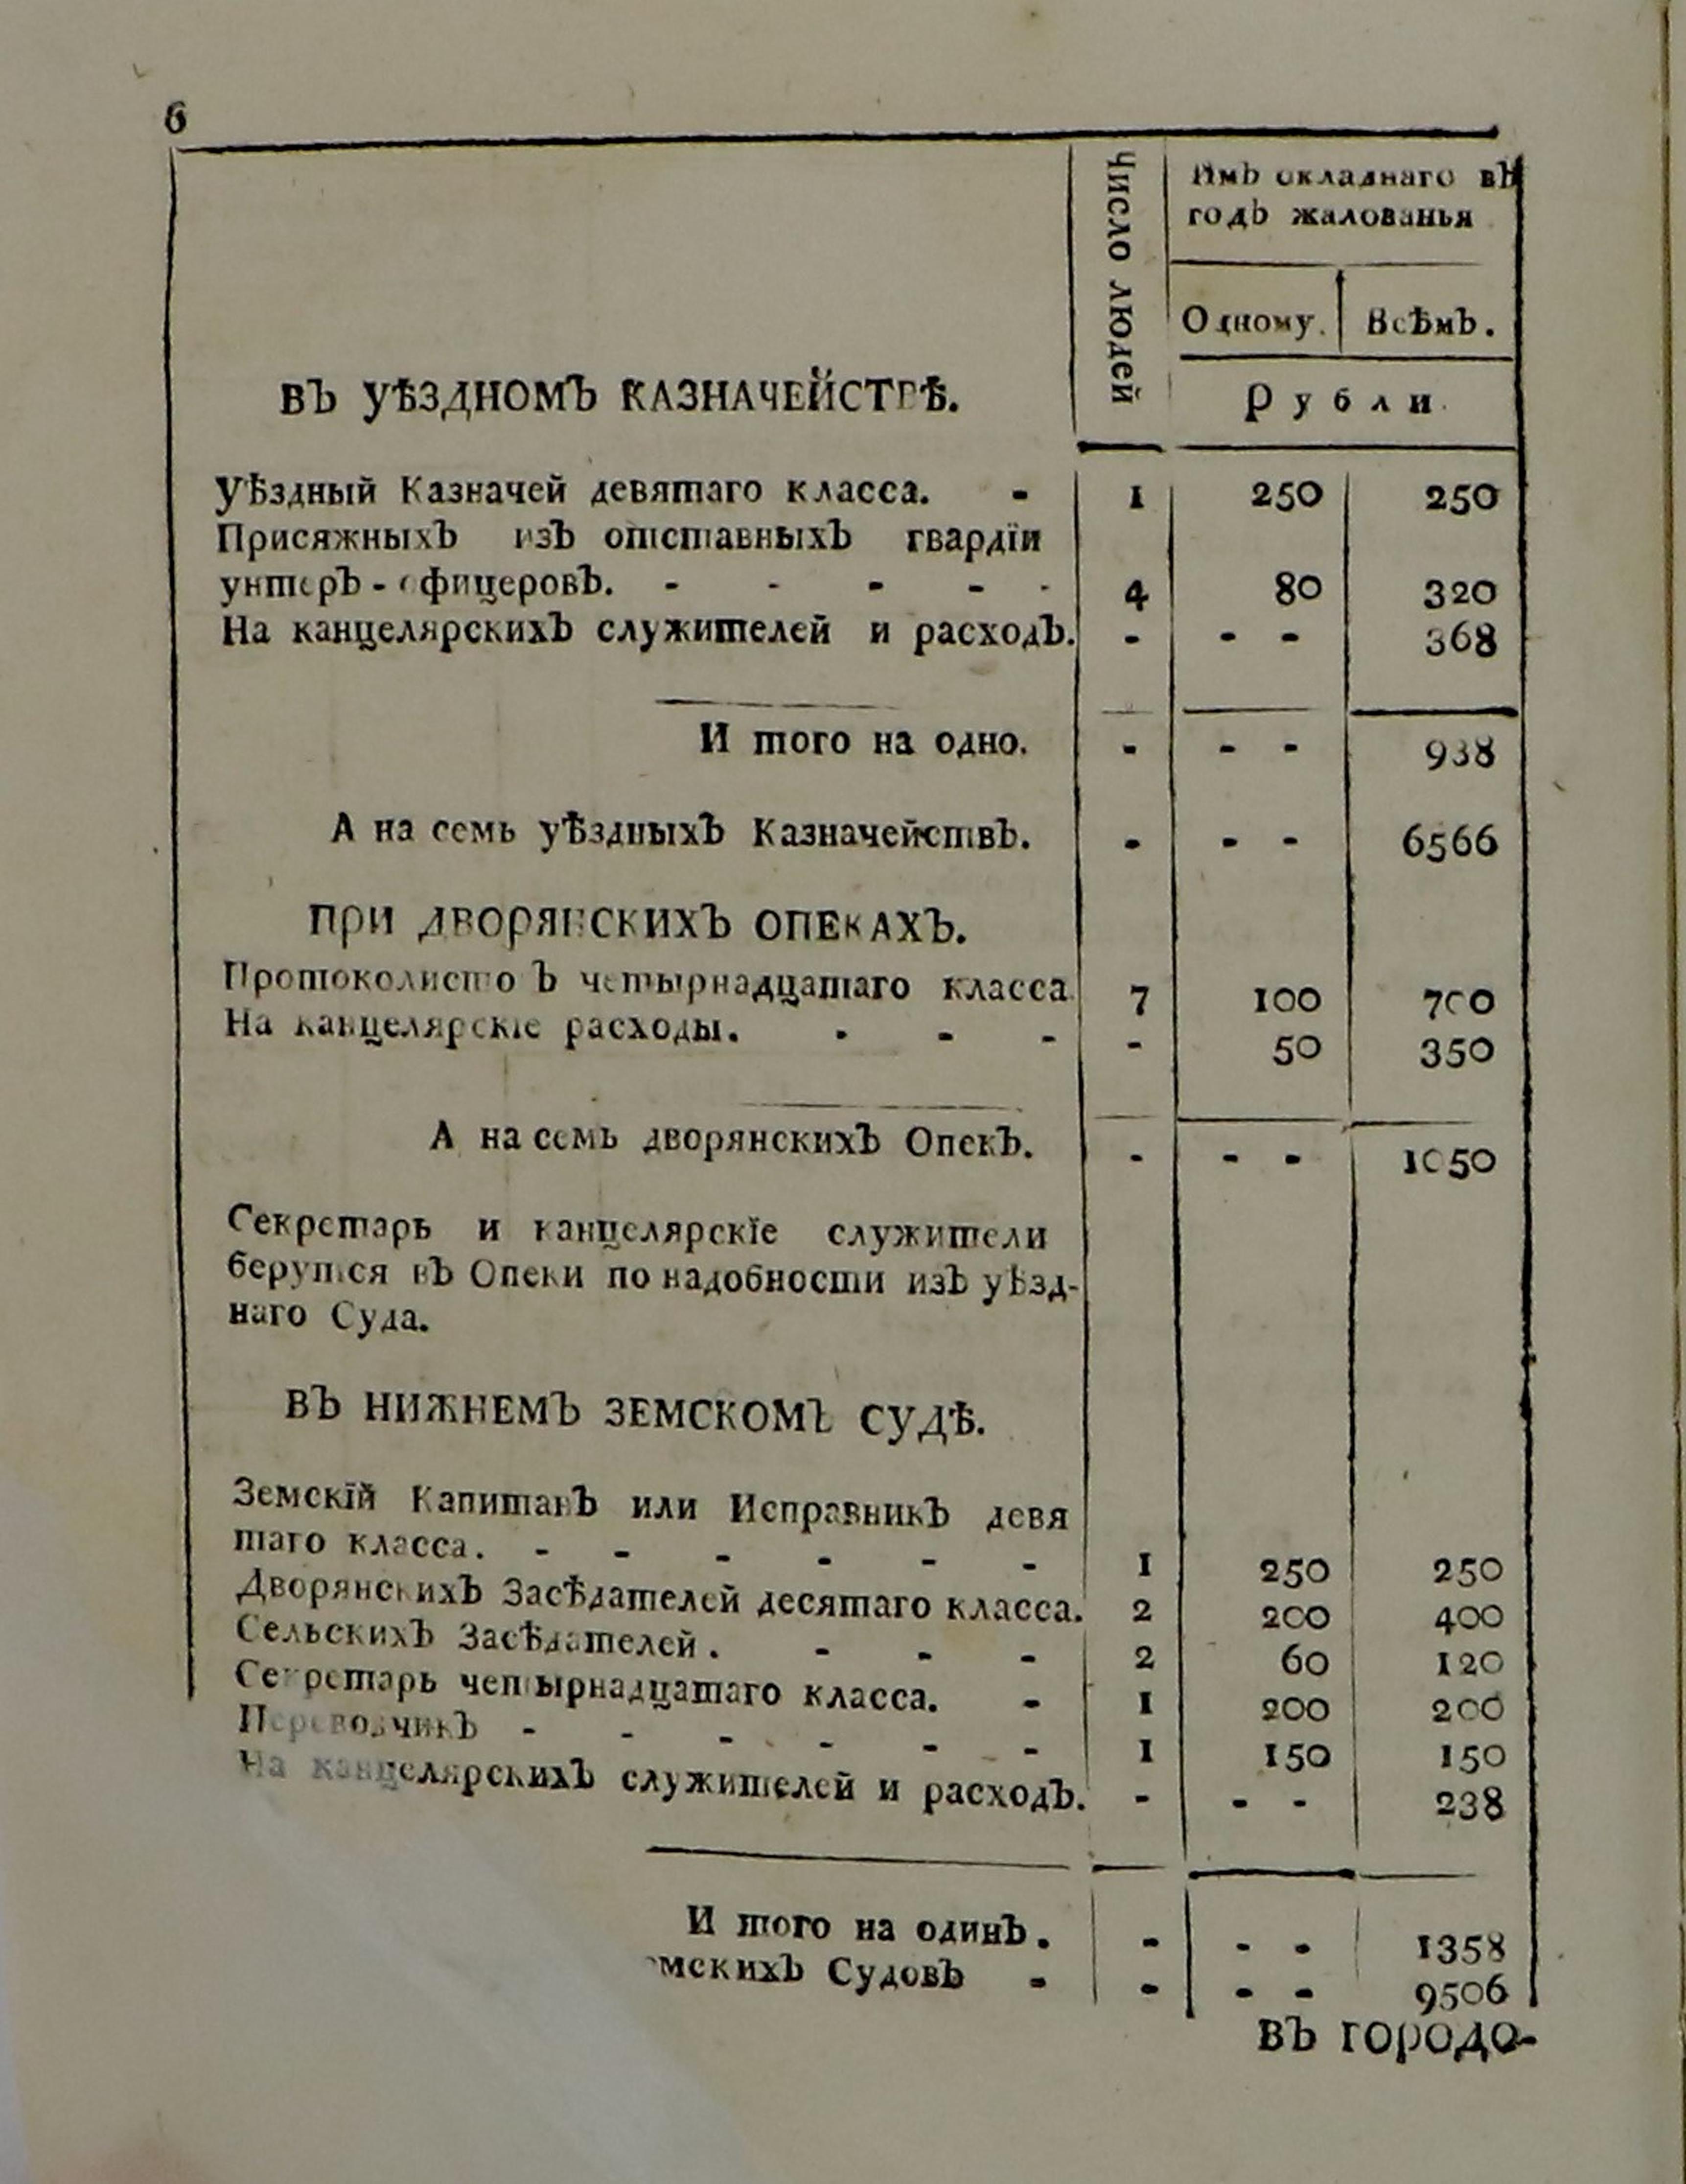 6
Число людей
Имъ окладнаго въ
годъ жалованья
Одному. Всѣмъ.
Рубли.
ВЪ УѢЗДНОМЪ КАЗНАЧЕЙСТВѢ.
Уѣздный Казначей девятаго класса. - 1 250 250
Присяжныхъ изъ отставныхъ гвардїи
унтеръ-офицеровъ. - - - - - 4 80 320
На канцелярскихъ служителей и расходъ. - - - 368
И того на одно. - - - 938
А на семь уѣздныхъ Казначействъ. - - - 6566
ПРИ ДВОРЯНСКИХЪ ОПЕКАХЪ.
Протоколистовъ четырнадцатаго класса. 7 100 700
На канцелярскїе расходы. - - - - 50 350
А на семь дворянскихъ Опекъ. - - - 1050
Секретарь и канцелярскїе служители
берутся въ Опеки по надобности изъ уѣзд-
наго Суда.
ВЪ НИЖНЕМЪ ЗЕМСКОМЪ СУДѢ.
Земскїй Капитанъ или Исправникъ девя
таго класса. - - - - - - 1 250 250
Дворянскихъ Засѣдателей десятаго класса. 2 200 400
Сельскихъ Засѣдателей. - - - 2 60 120
Секретарь четырнадцатаго класса. - 1 200 200
Переводчикъ - - - - - - 1 150 150
На канцелярскихъ служителей и расходъ. - - - 238
И того на одинъ. - - - 1358
мскихъ Судовъ - - - - 9506
ВЪ ГОРОДО-